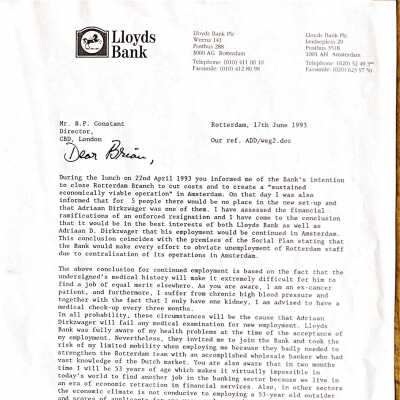 Lloyds
Bank
Lloyds Bank Plc
Weena 141
Postbus 288
3000 AG Rotterdam
Telephone (010) 411 00 10
Facsimile (010) 412 80 98
Lloyds Bank Plc
Leidseplein 29
Postbus 3518
1001 AH Amsterdam
Telephone (020) 52 49
Facsimile (020) 623 37 50
Mr. B.P. Constant
Director,
CBD, London
Rotterdam, 17th June 1993
Our ref. ADD/weg2.doc
Dear Brian,
During the lunch on 22nd April 1993 you informed me of the Bank's intention
to close Rotterdam Branch to cut costs and to create a "sustained
economically viable operation" in Amsterdam. On that day I was also
informed that for 5 people there would be no place in the new set-up and
that Adriaan Dirkzwager was one of them. I have assessed the financial
ramifications of an enforced resignation and I have come to the conclusion
that it would be in the best interests of both Lloyds Bank as well as
Adriaan D. Dirkzwager that his employment would be continued in Amsterdam.
This conclusion coincides with the premises of the Social Plan stating that
the Bank would make every effort to obviate unemployment of Rotterdam staff
due to centralisation of its operations in Amsterdam.
The above conclusion for continued employment is based on the fact that the
undersigned's medical history will make it extremely difficult for him to
find a job of equal merit elsewhere. As you are aware, I am an ex-cancer
patient, and furthermore, I suffer from chronic high blood pressure and
together with the fact that I only have one kidney, I am advised to have a
medical check-up every three months.
In all probability, these circumstances will be the cause that Adriaan
Dirkzwager will fail any medical examination for new employment. Lloyds
Bank was fully aware of my health problems at the time of the acceptance of
my employment. Nevertheless, they invited me to join the Bank and took the
risk of my limited mobility when employing me because they badly needed to
strengthen the Rotterdam team with an accomplished wholesale banker who had
vast knowledge of the Dutch market. You are also aware that in two months
time I will be 53 years of age which makes it virtually impossible in
today's world to find another job in the banking sector because we live in
an era of economic retraction in financial services. Also, in other sectors
the economic climate is not conducive to employing a 53-year old outsider